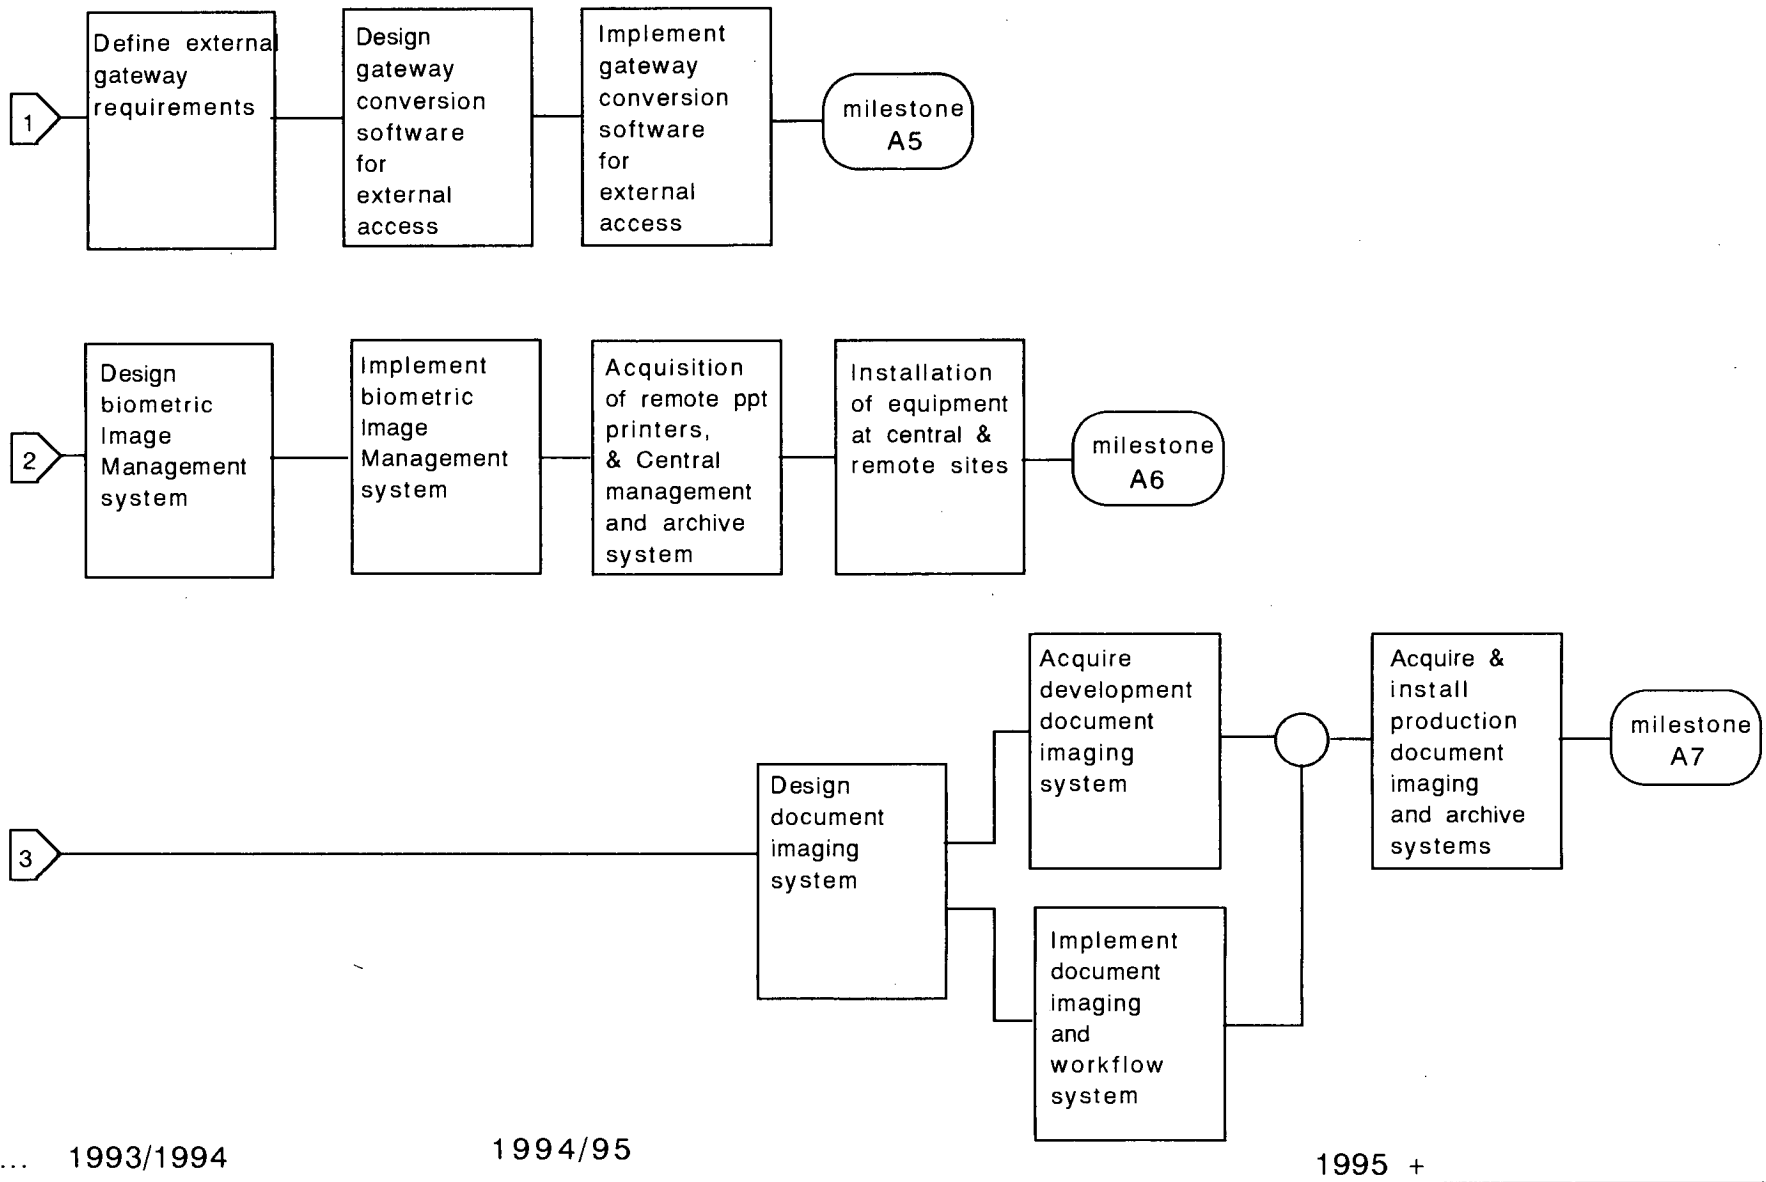 1
Define external
gateway
requirements
Design
gateway
conversion
software
for
external
access
Implement
gateway
conversion
software
for
external
access
milestone
A5
2
Design
biometric
Image
Management
system
Implement
biometric
Image
Management
system
Acquisition
of remote ppt
printers,
& Central
management
and archive
system
Installation
of equipment
at central &
remote sites
milestone
A6
3
Design
document
imaging
system
Acquire
development
document
imaging
system
Implement
document
imaging
and
workflow
system
Acquire &
install
production
document
imaging
and archive
systems
milestone
A7
... 1993/1994
1994/95
1995 +